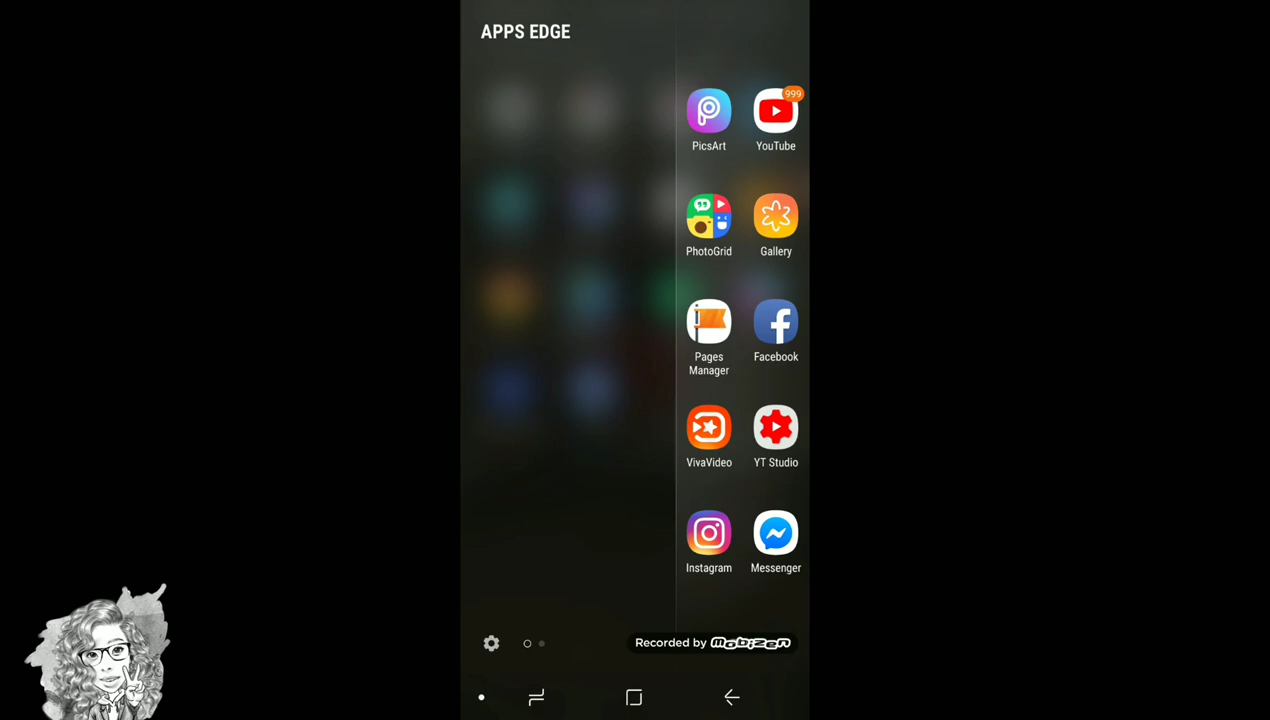 APPS EDGE
999
PicsArt
YouTube
PhotoGrid
Gallery
Pages
Manager
Facebook
VivaVideo
YT Studio
Instagram
Messenger
Recorded by mobizen